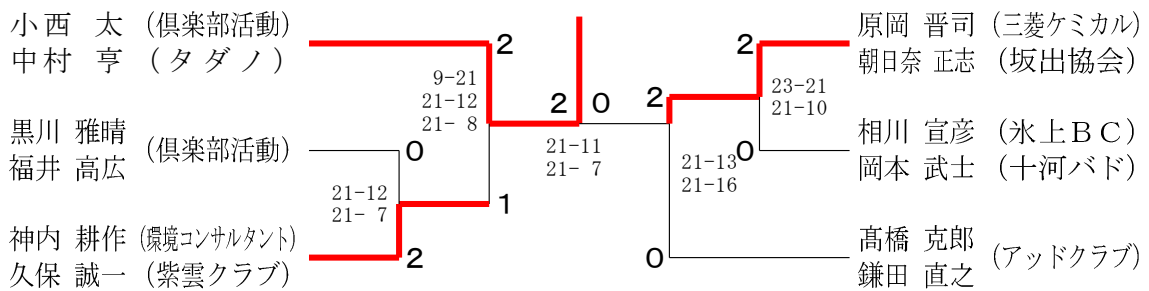 小西 太 (倶楽部活動)
中村 亨 (タダノ)
黒川 雅晴
福井 高広
(倶楽部活動)
神内 耕作 (環境コンサルタント)
久保 誠一 (紫雲クラブ)
2
9-21
21-12
21- 8
0
21-12
21- 7
1
2
2 0
21-11
21- 7
2
23-21
21-10
2
21-13
21-16
0
0
原岡 晋司 (三菱ケミカル)
朝日奈 正志 (坂出協会)
相川 宣彦 (氷上BC)
岡本 武士 (十河バド)
髙橋 克郎
鎌田 直之
(アッドクラブ)